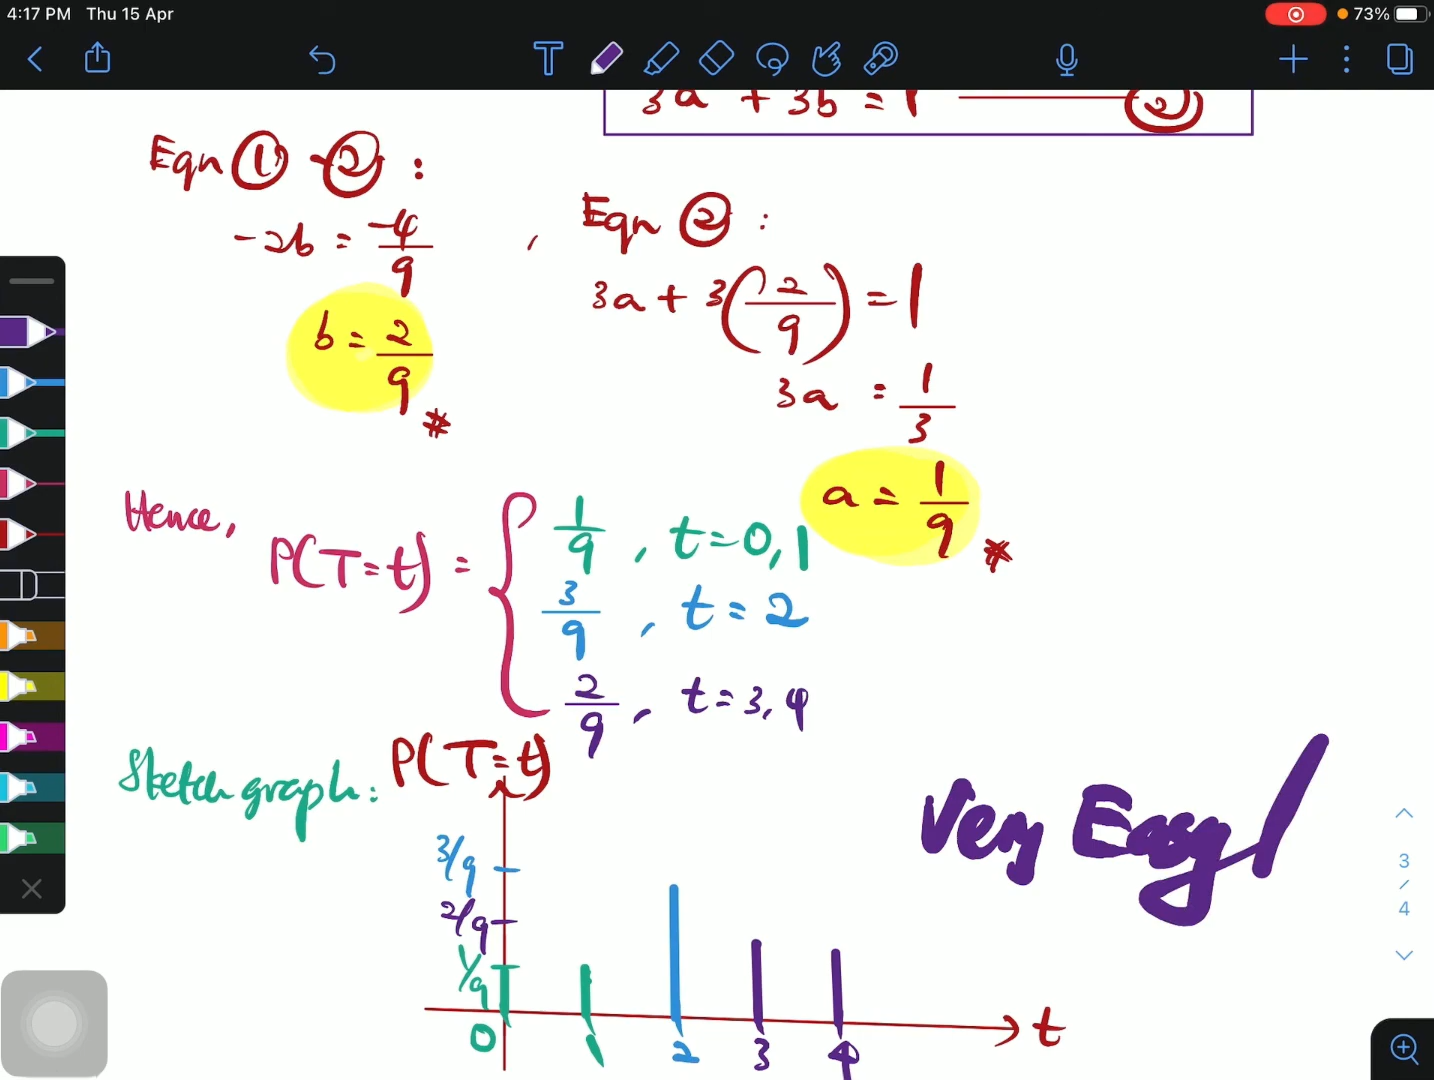 4:17 PM Thu 15 Apr 73%
3a + 3b = 1 ②
Eqn ① - ② :
-2b = -4/9
b = 2/9 *
, Eqn ② :
3a + 3(2/9) = 1
3a = 1/3
a = 1/9 *
Hence,
P(T=t) = { 1/9 , t=0,1
3/9 , t=2
2/9 , t=3,4
Sketch graph: P(T=t)
3/9
2/9
1/9
0 1 2 3 4 t
Very Easy!
3
/
4